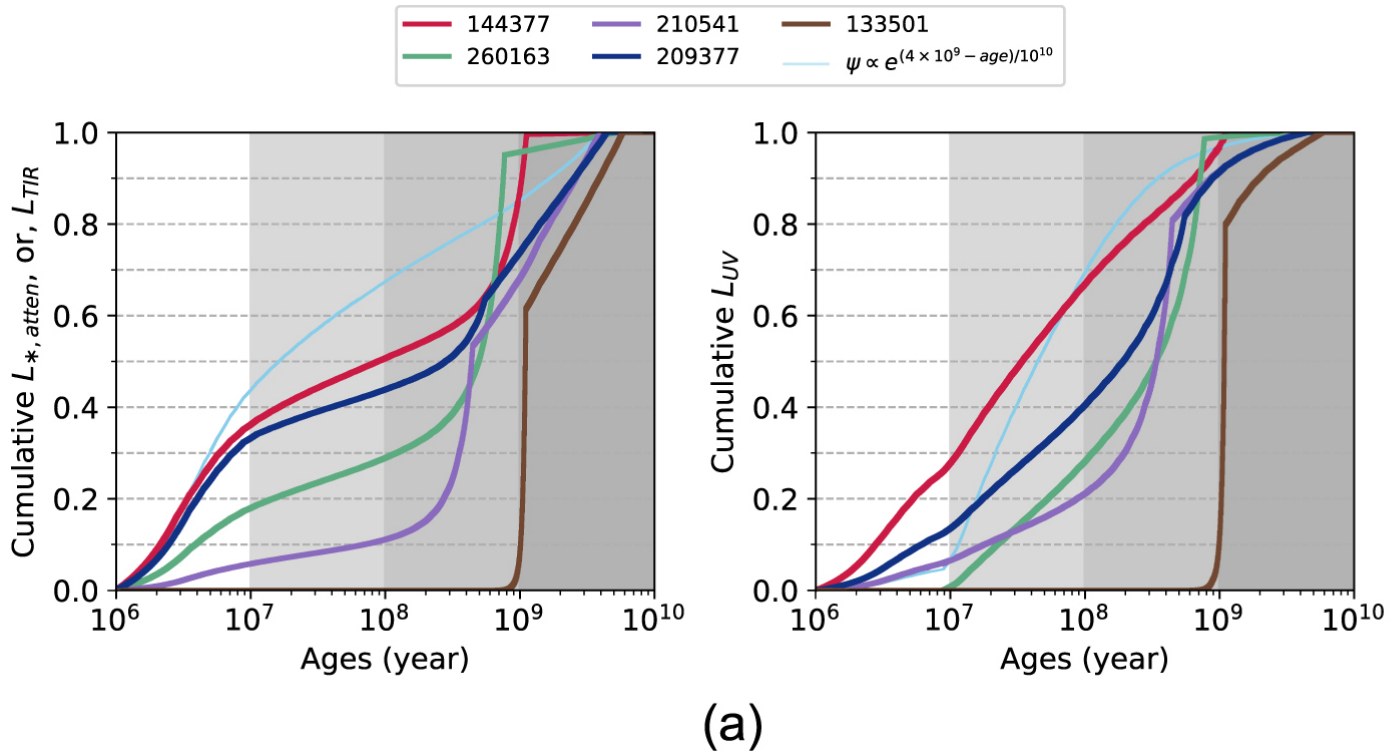 144377 210541 133501
260163 209377 ψ ∝ e^{(4 × 10^9 − age)/10^{10}}
Cumulative L_{∗, atten}, or, L_{TIR}
1.0
0.8
0.6
0.4
0.2
0.0
10^6 10^7 10^8 10^9 10^{10}
Ages (year)
Cumulative L_{UV}
1.0
0.8
0.6
0.4
0.2
0.0
10^6 10^7 10^8 10^9 10^{10}
Ages (year)
(a)